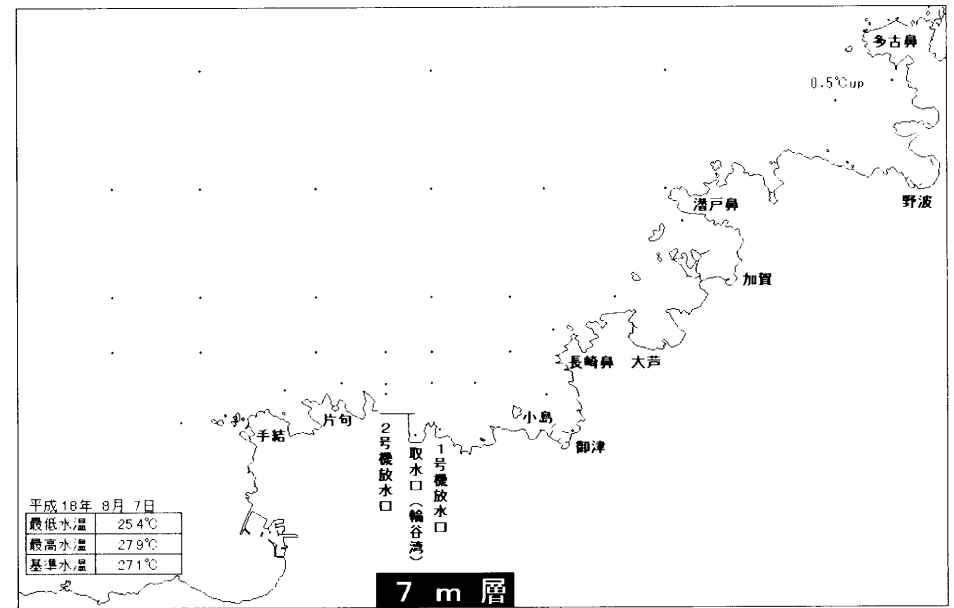 多古鼻
0.5℃up
野波
潜戸鼻
加賀
長崎鼻
大芦
小島
御津
片句
手結
2号機放水口
取水口(輪谷湾)
1号機放水口
平成18年 8月 7日
最低水温 25.4℃
最高水温 27.9℃
基準水温 27.1℃
7 m 層